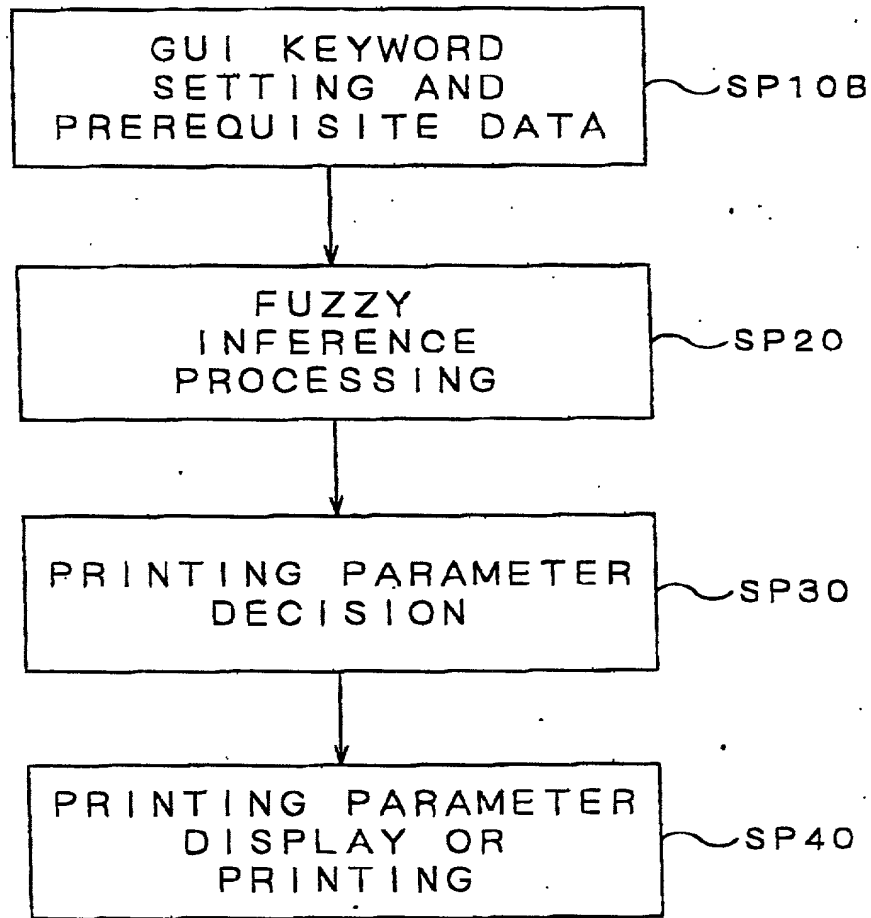 GUI KEYWORD
SETTING AND
PREREQUISITE DATA
SP10B
FUZZY
INFERENCE
PROCESSING
SP20
PRINTING PARAMETER
DECISION
SP30
PRINTING PARAMETER
DISPLAY OR
PRINTING
SP40